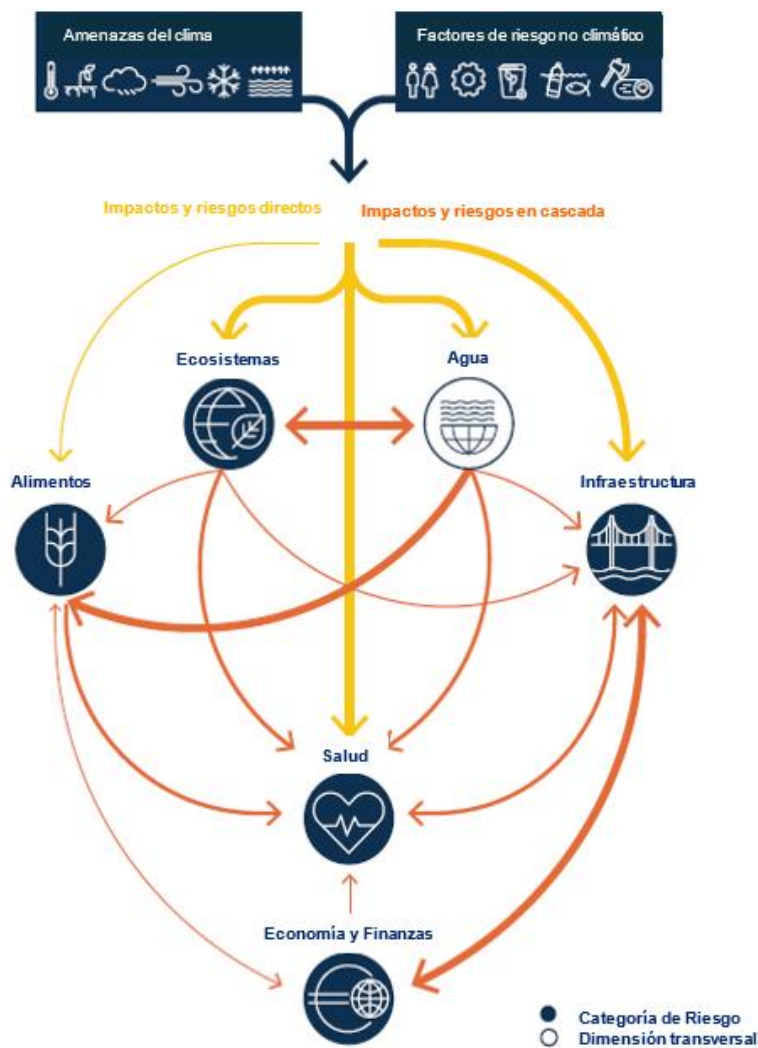 Amenazas del clima
Factores de riesgo no climático
Impactos y riesgos directos
Impactos y riesgos en cascada
Ecosistemas
Agua
Alimentos
Infraestructura
Salud
Economía y Finanzas
Categoría de Riesgo
Dimensión transversal